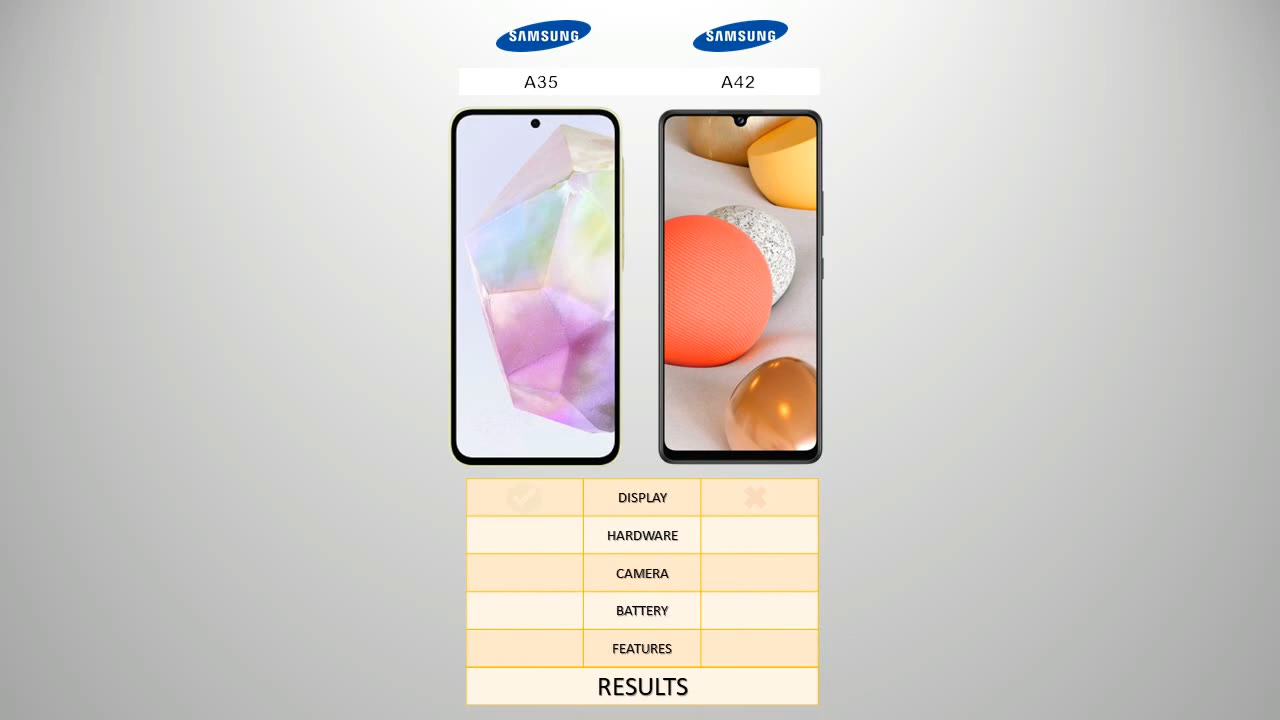 SAMSUNG SAMSUNG
A35 A42
DISPLAY
HARDWARE
CAMERA
BATTERY
FEATURES
RESULTS